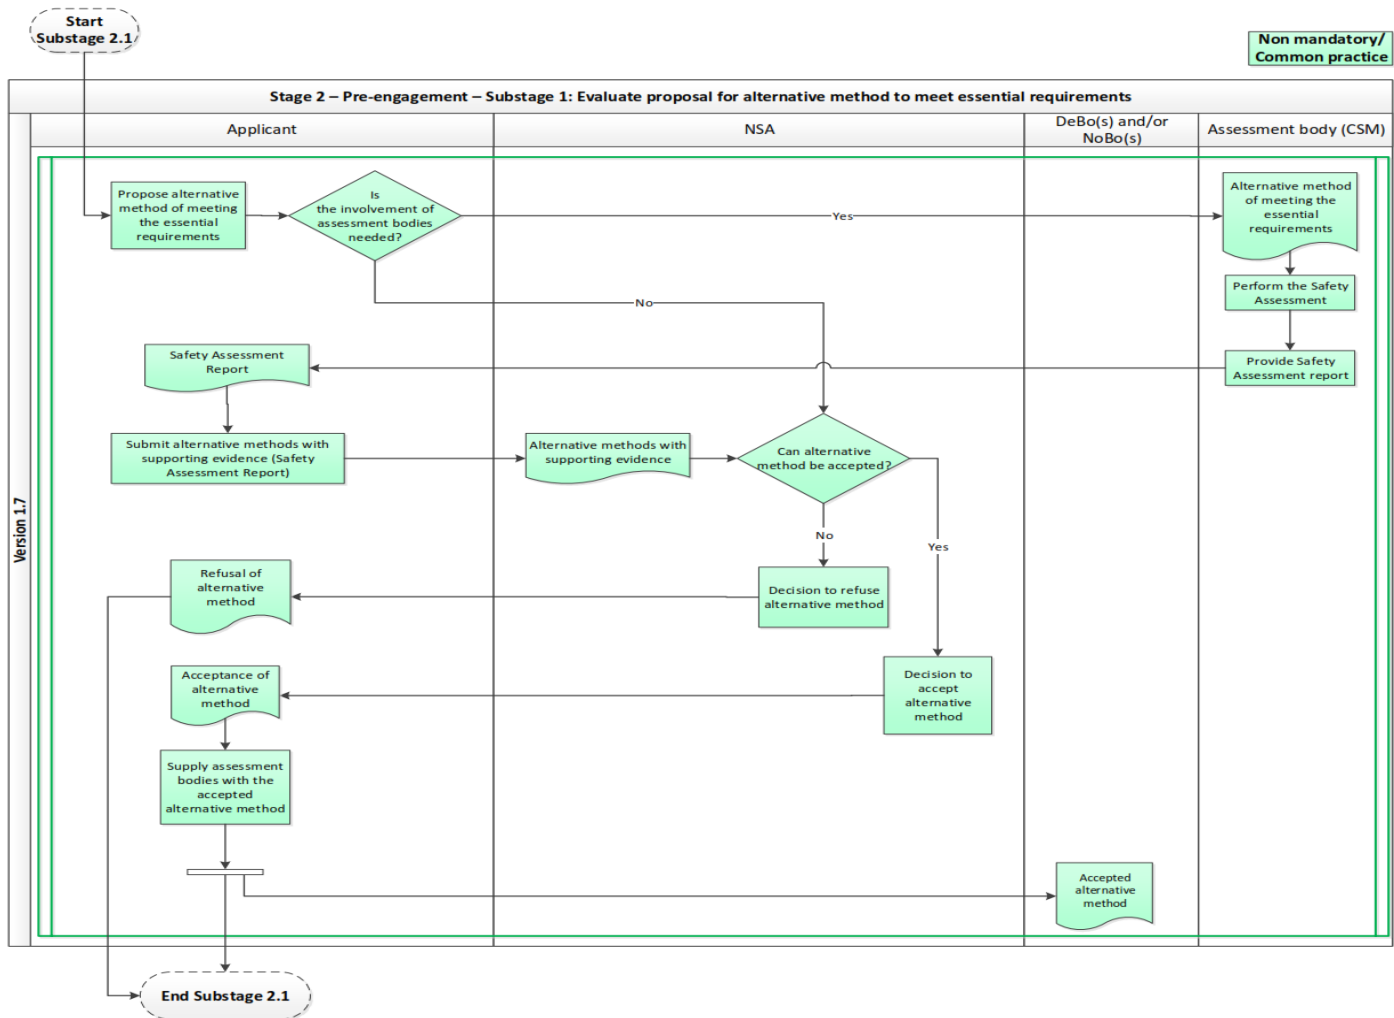 Start
Substage 2.1
Non mandatory/
Common practice
Stage 2 – Pre-engagement – Substage 1: Evaluate proposal for alternative method to meet essential requirements
Version 1.7
Applicant
NSA
DeBo(s) and/or
NoBo(s)
Assessment body (CSM)
Propose alternative
method of meeting
the essential
requirements
Is
the involvement of
assessment bodies
needed?
Yes
Alternative method
of meeting the
essential
requirements
Perform the Safety
Assessment
No
Safety Assessment
Report
Provide Safety
Assessment report
Submit alternative methods with
supporting evidence (Safety
Assessment Report)
Alternative methods with
supporting evidence
Can alternative
method be accepted?
No
Yes
Refusal of
alternative
method
Decision to refuse
alternative method
Acceptance of
alternative
method
Decision to
accept
alternative
method
Supply assessment
bodies with the
accepted
alternative method
Accepted
alternative
method
End Substage 2.1